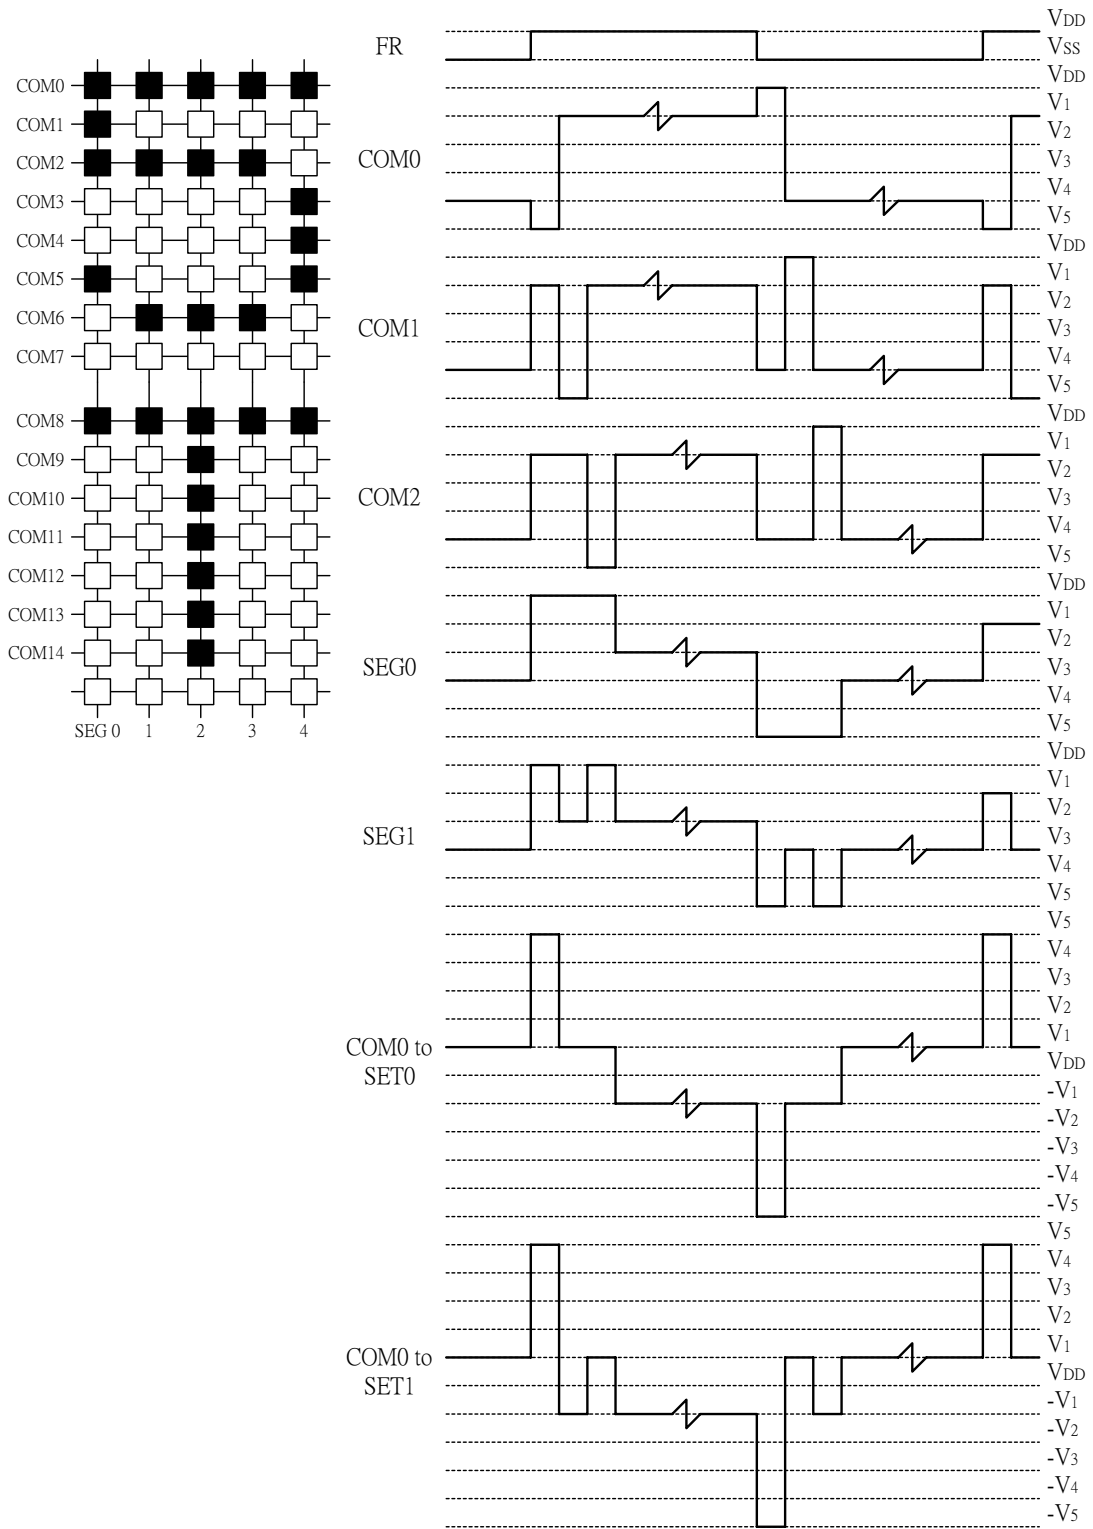 COM0
COM1
COM2
COM3
COM4
COM5
COM6
COM7
COM8
COM9
COM10
COM11
COM12
COM13
COM14
SEG 0 1 2 3 4
FR
VDD
VSS
COM0
VDD
V1
V2
V3
V4
V5
COM1
VDD
V1
V2
V3
V4
V5
COM2
VDD
V1
V2
V3
V4
V5
SEG0
VDD
V1
V2
V3
V4
V5
SEG1
VDD
V1
V2
V3
V4
V5
COM0 to
SET0
V5
V4
V3
V2
V1
VDD
-V1
-V2
-V3
-V4
-V5
COM0 to
SET1
V5
V4
V3
V2
V1
VDD
-V1
-V2
-V3
-V4
-V5